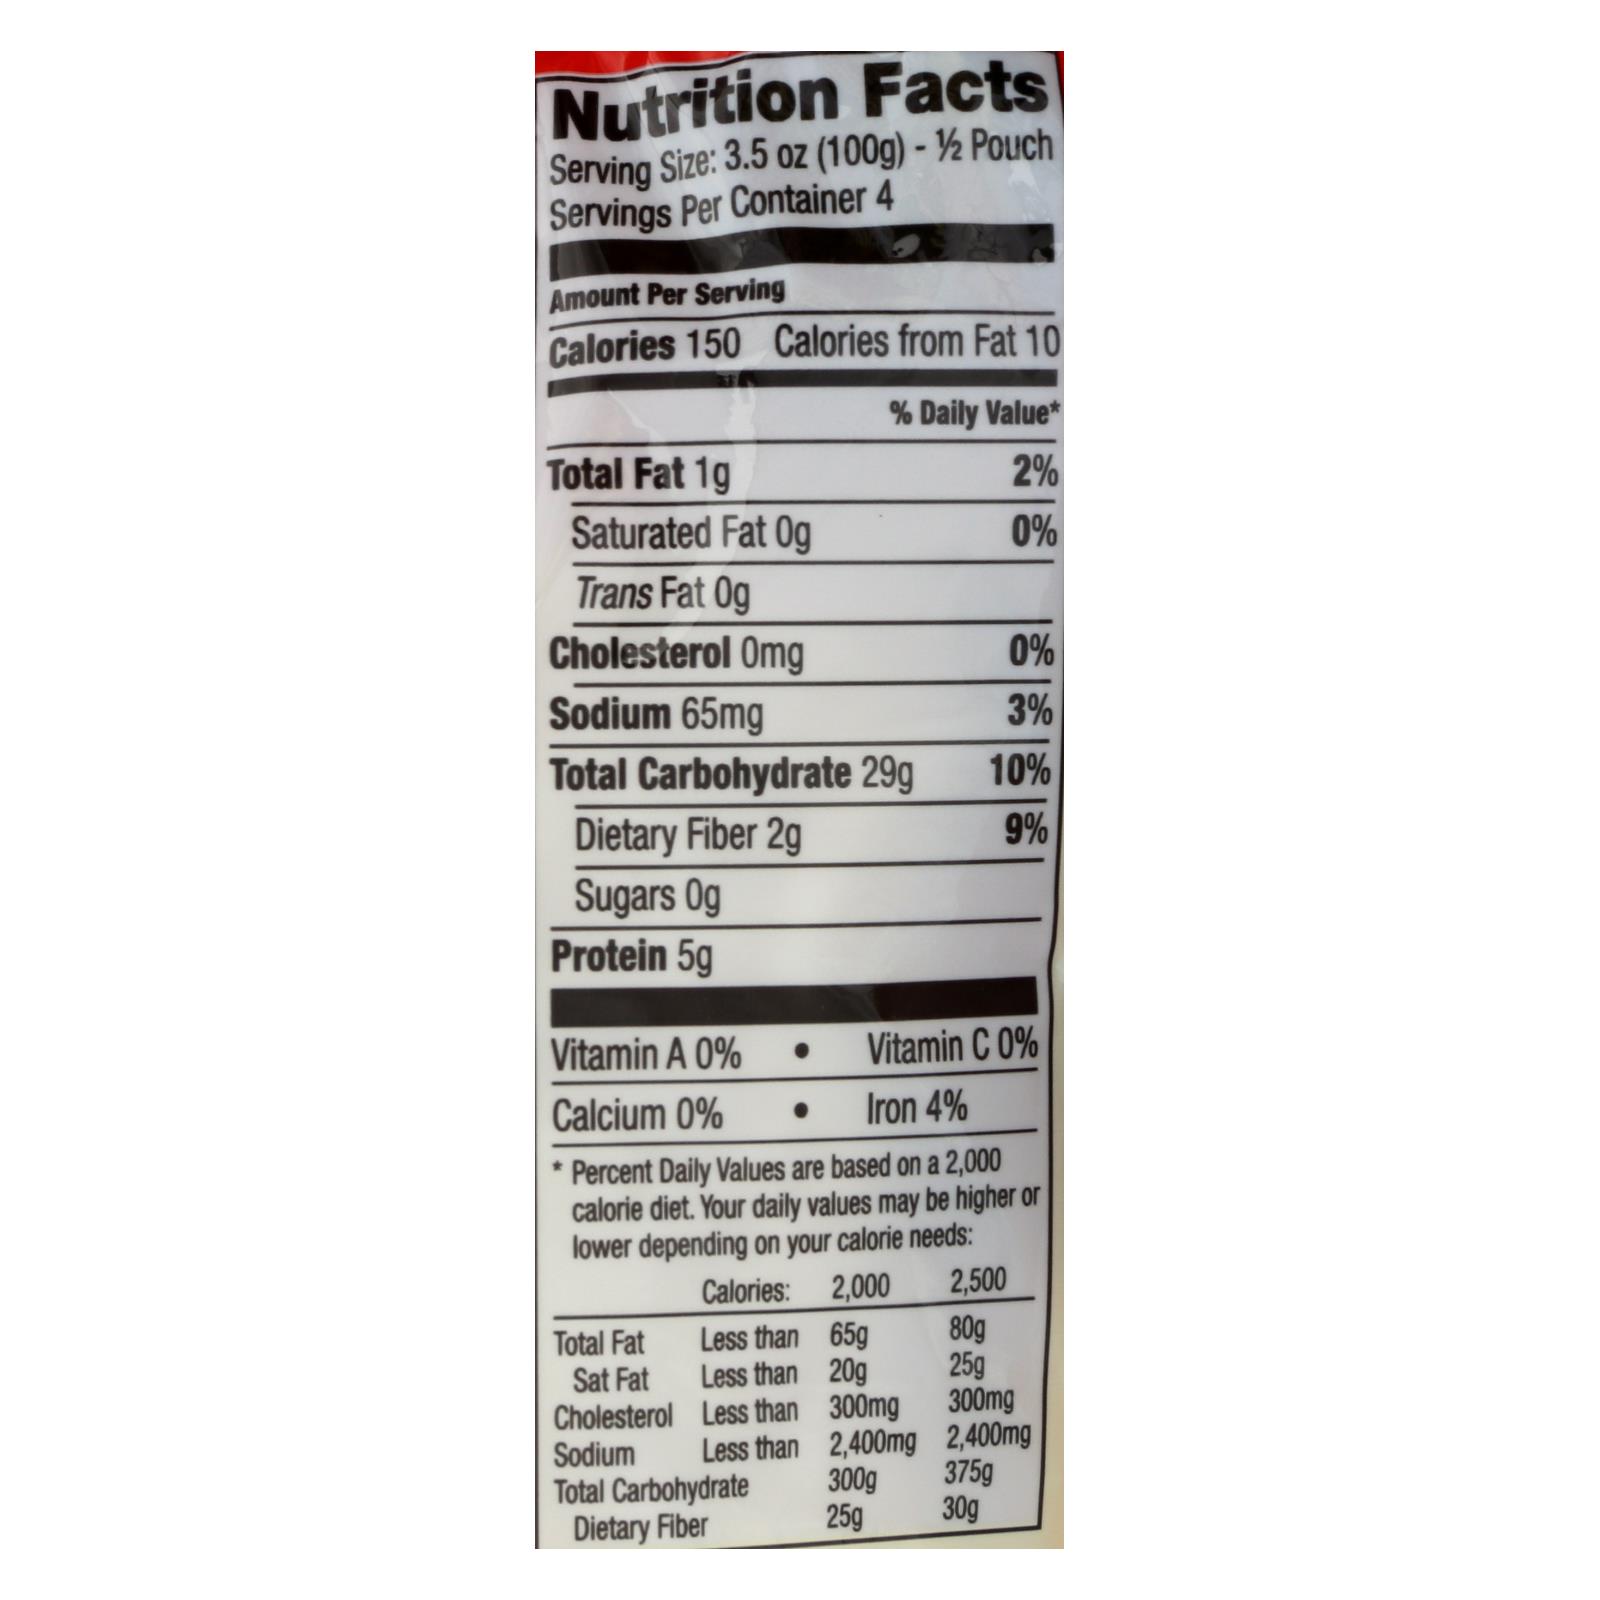 Nutrition Facts
Serving Size: 3.5 oz (100g) - ½ Pouch
Servings Per Container 4
Amount Per Serving
Calories 150 Calories from Fat 10
% Daily Value*
Total Fat 1g 2%
Saturated Fat 0g 0%
Trans Fat 0g
Cholesterol 0mg 0%
Sodium 65mg 3%
Total Carbohydrate 29g 10%
Dietary Fiber 2g 9%
Sugars 0g
Protein 5g
Vitamin A 0% • Vitamin C 0%
Calcium 0% • Iron 4%
* Percent Daily Values are based on a 2,000
calorie diet. Your daily values may be higher or
lower depending on your calorie needs:
Calories: 2,000 2,500
Total Fat Less than 65g 80g
Sat Fat Less than 20g 25g
Cholesterol Less than 300mg 300mg
Sodium Less than 2,400mg 2,400mg
Total Carbohydrate 300g 375g
Dietary Fiber 25g 30g